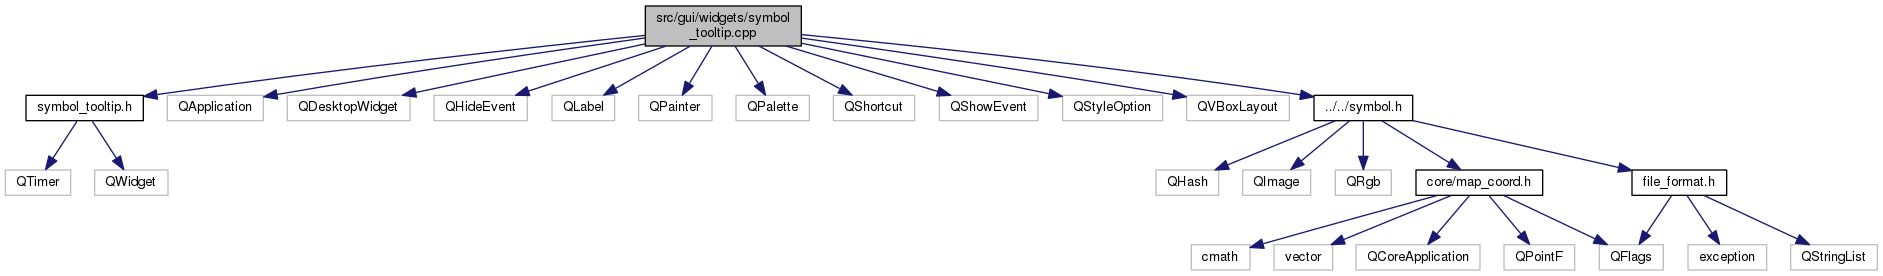 src/gui/widgets/symbol
_tooltip.cpp
symbol_tooltip.h
QApplication
QDesktopWidget
QHideEvent
QLabel
QPainter
QPalette
QShortcut
QShowEvent
QStyleOption
QVBoxLayout
../../symbol.h
QTimer
QWidget
QHash
QImage
QRgb
core/map_coord.h
file_format.h
cmath
vector
QCoreApplication
QPointF
QFlags
exception
QStringList